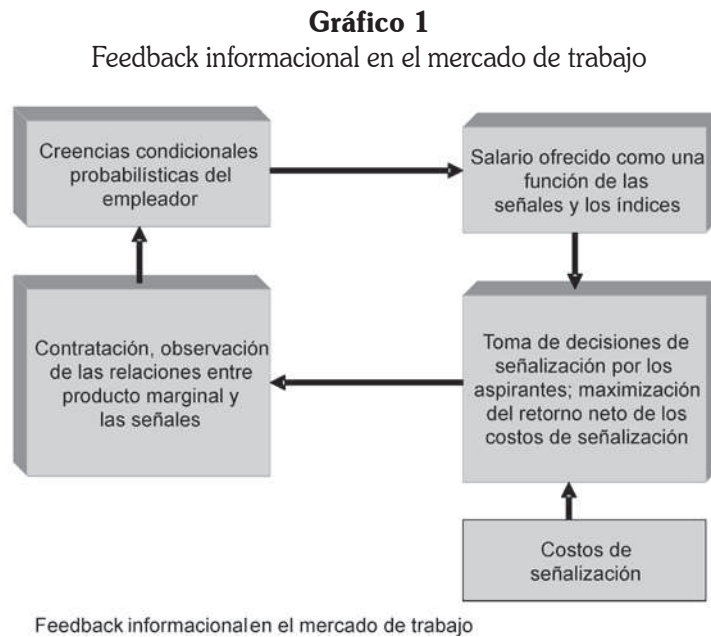 Gráfico 1
Feedback informacional en el mercado de trabajo
Creencias condicionales
probabilísticas del
empleador
Salario ofrecido como una
función de las
señales y los índices
Contratación, observación
de las relaciones entre
producto marginal y
las señales
Toma de decisiones de
señalización por los
aspirantes; maximización
del retorno neto de los
costos de señalización
Costos de
señalización
Feedback informacional en el mercado de trabajo